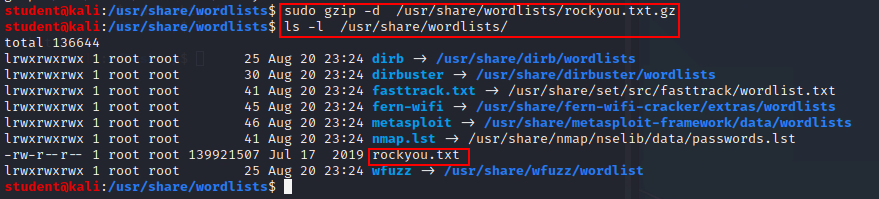 student@kali:/usr/share/wordlists$ sudo gzip -d  /usr/share/wordlists/rockyou.txt.gz
student@kali:/usr/share/wordlists$ ls -l  /usr/share/wordlists/
total 136644
lrwxrwxrwx 1 root root        25 Aug 20 23:24 dirb → /usr/share/dirb/wordlists
lrwxrwxrwx 1 root root        30 Aug 20 23:24 dirbuster → /usr/share/dirbuster/wordlists
lrwxrwxrwx 1 root root        41 Aug 20 23:24 fasttrack.txt → /usr/share/set/src/fasttrack/wordlist.txt
lrwxrwxrwx 1 root root        45 Aug 20 23:24 fern-wifi → /usr/share/fern-wifi-cracker/extras/wordlists
lrwxrwxrwx 1 root root        46 Aug 20 23:24 metasploit → /usr/share/metasploit-framework/data/wordlists
lrwxrwxrwx 1 root root        41 Aug 20 23:24 nmap.lst → /usr/share/nmap/nselib/data/passwords.lst
-rw-r--r-- 1 root root 139921507 Jul 17  2019 rockyou.txt
lrwxrwxrwx 1 root root        25 Aug 20 23:24 wfuzz → /usr/share/wfuzz/wordlist
student@kali:/usr/share/wordlists$